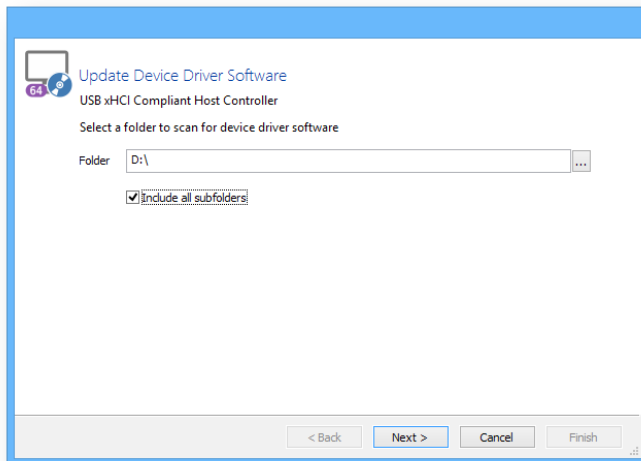 64
Update Device Driver Software
USB xHCI Compliant Host Controller
Select a folder to scan for device driver software
Folder D:\ ...
Include all subfolders
< Back Next > Cancel Finish